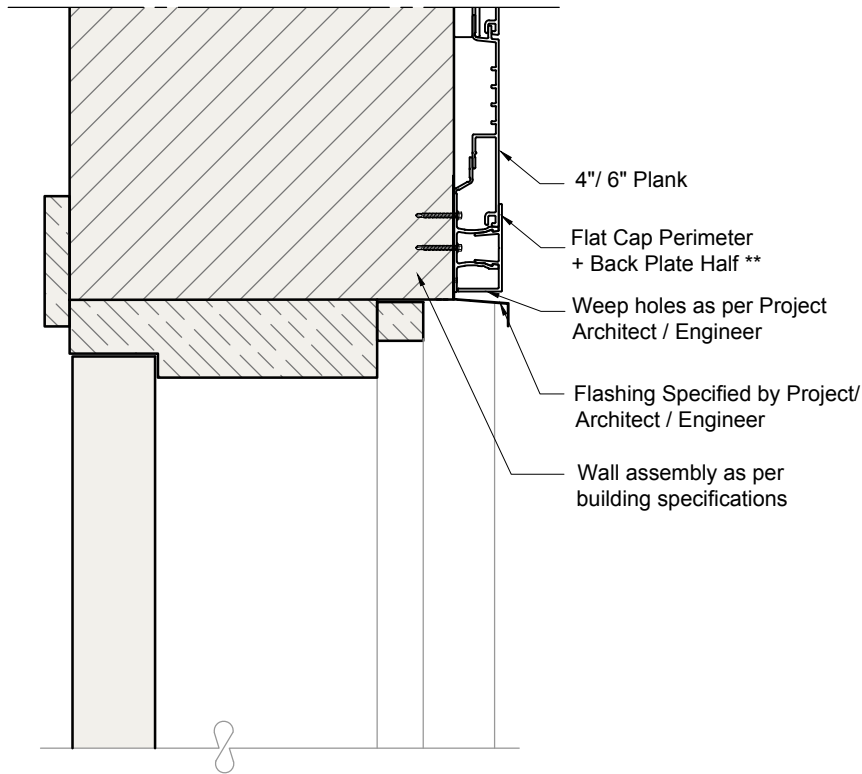 4"/ 6" Plank
Flat Cap Perimeter
+ Back Plate Half **
Weep holes as per Project
Architect / Engineer
Flashing Specified by Project/
Architect / Engineer
Wall assembly as per
building specifications